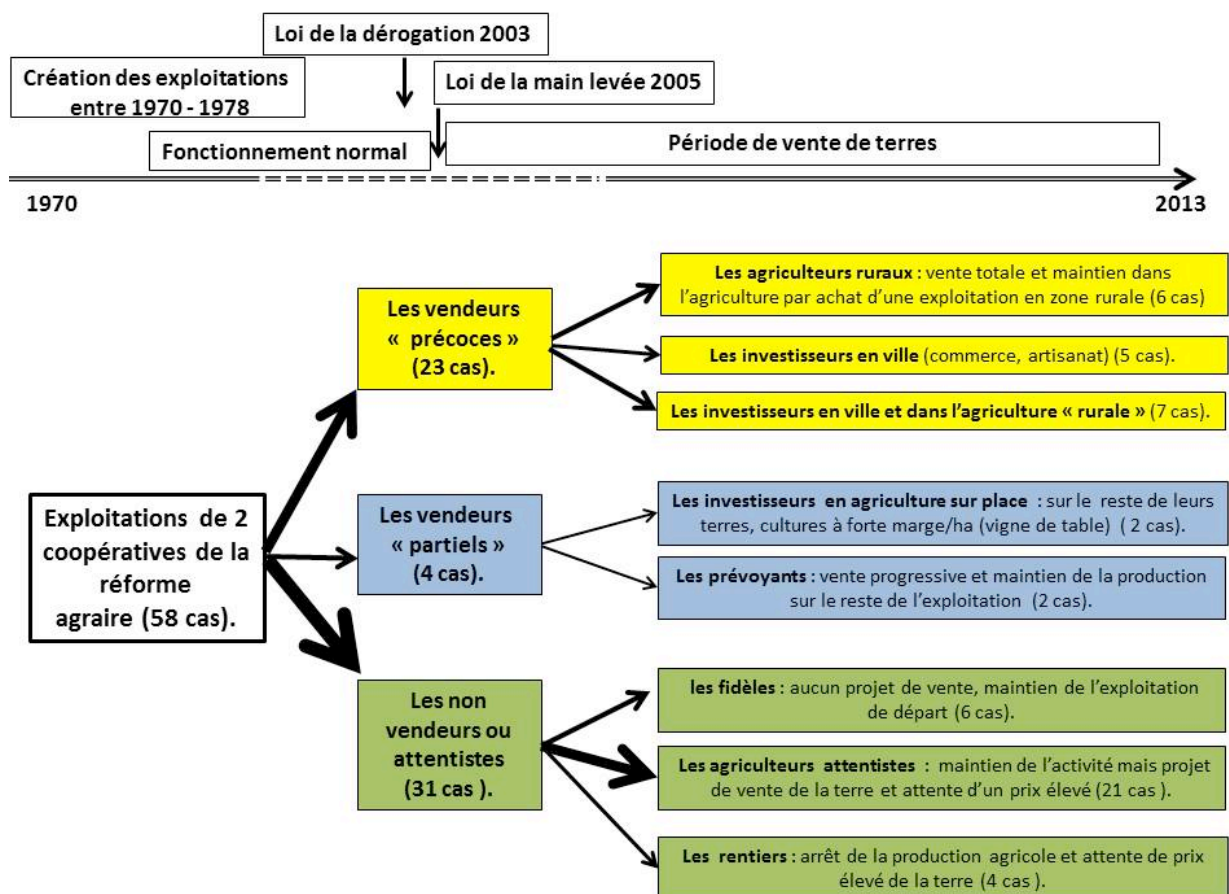 Loi de la dérogation 2003
Création des exploitations
entre 1970 - 1978
Loi de la main levée 2005
Fonctionnement normal
Période de vente de terres
1970
2013
Exploitations de 2
coopératives de la
réforme
agraire (58 cas).
Les vendeurs
« précoces »
(23 cas).
Les agriculteurs ruraux : vente totale et maintien dans
l’agriculture par achat d’une exploitation en zone rurale (6 cas)
Les investisseurs en ville (commerce, artisanat) (5 cas).
Les investisseurs en ville et dans l’agriculture « rurale » (7 cas).
Les vendeurs
« partiels »
(4 cas).
Les investisseurs en agriculture sur place : sur le reste de leurs
terres, cultures à forte marge/ha (vigne de table) ( 2 cas).
Les prévoyants : vente progressive et maintien de la production
sur le reste de l’exploitation (2 cas).
Les non
vendeurs ou
attentistes
(31 cas ).
les fidèles : aucun projet de vente, maintien de l’exploitation
de départ (6 cas).
Les agriculteurs attentistes : maintien de l’activité mais projet
de vente de la terre et attente d’un prix élevé (21 cas ).
Les rentiers : arrêt de la production agricole et attente de prix
élevé de la terre (4 cas ).